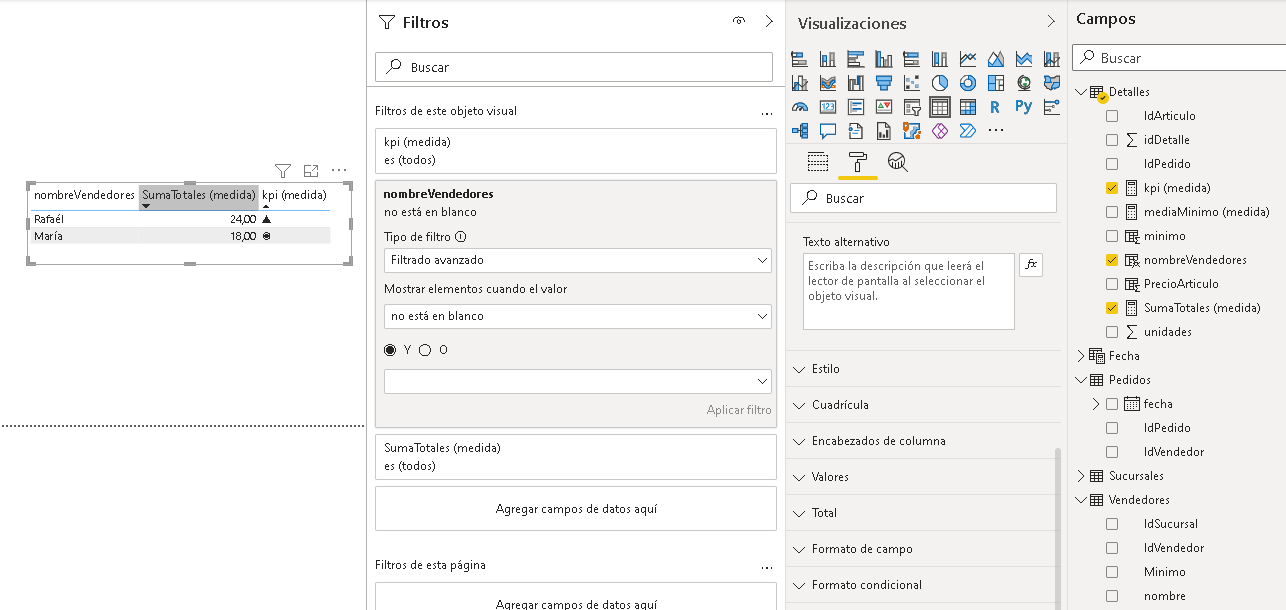 nombreVendedores SumaTotales (medida) kpi (medida)
Rafaél 24,00 ▲
María 18,00
Filtros
Buscar
Filtros de este objeto visual ...
kpi (medida)
es (todos)
nombreVendedores
no está en blanco
Tipo de filtro
Filtrado avanzado
Mostrar elementos cuando el valor
no está en blanco
Y O
Aplicar filtro
SumaTotales (medida)
es (todos)
Agregar campos de datos aquí
Filtros de esta página ...
Agregar campos de datos aquí
Visualizaciones
123
R Py
...
Buscar
Texto alternativo
Escriba la descripción que leerá el
lector de pantalla al seleccionar el
objeto visual.
fx
Estilo
Cuadrícula
Encabezados de columna
Valores
Total
Formato de campo
Formato condicional
Campos
Buscar
Detalles
IdArticulo
idDetalle
IdPedido
kpi (medida)
mediaMinimo (medida)
minimo
nombreVendedores
PrecioArticulo
SumaTotales (medida)
unidades
Fecha
Pedidos
fecha
IdPedido
IdVendedor
Sucursales
Vendedores
IdSucursal
IdVendedor
Minimo
nombre